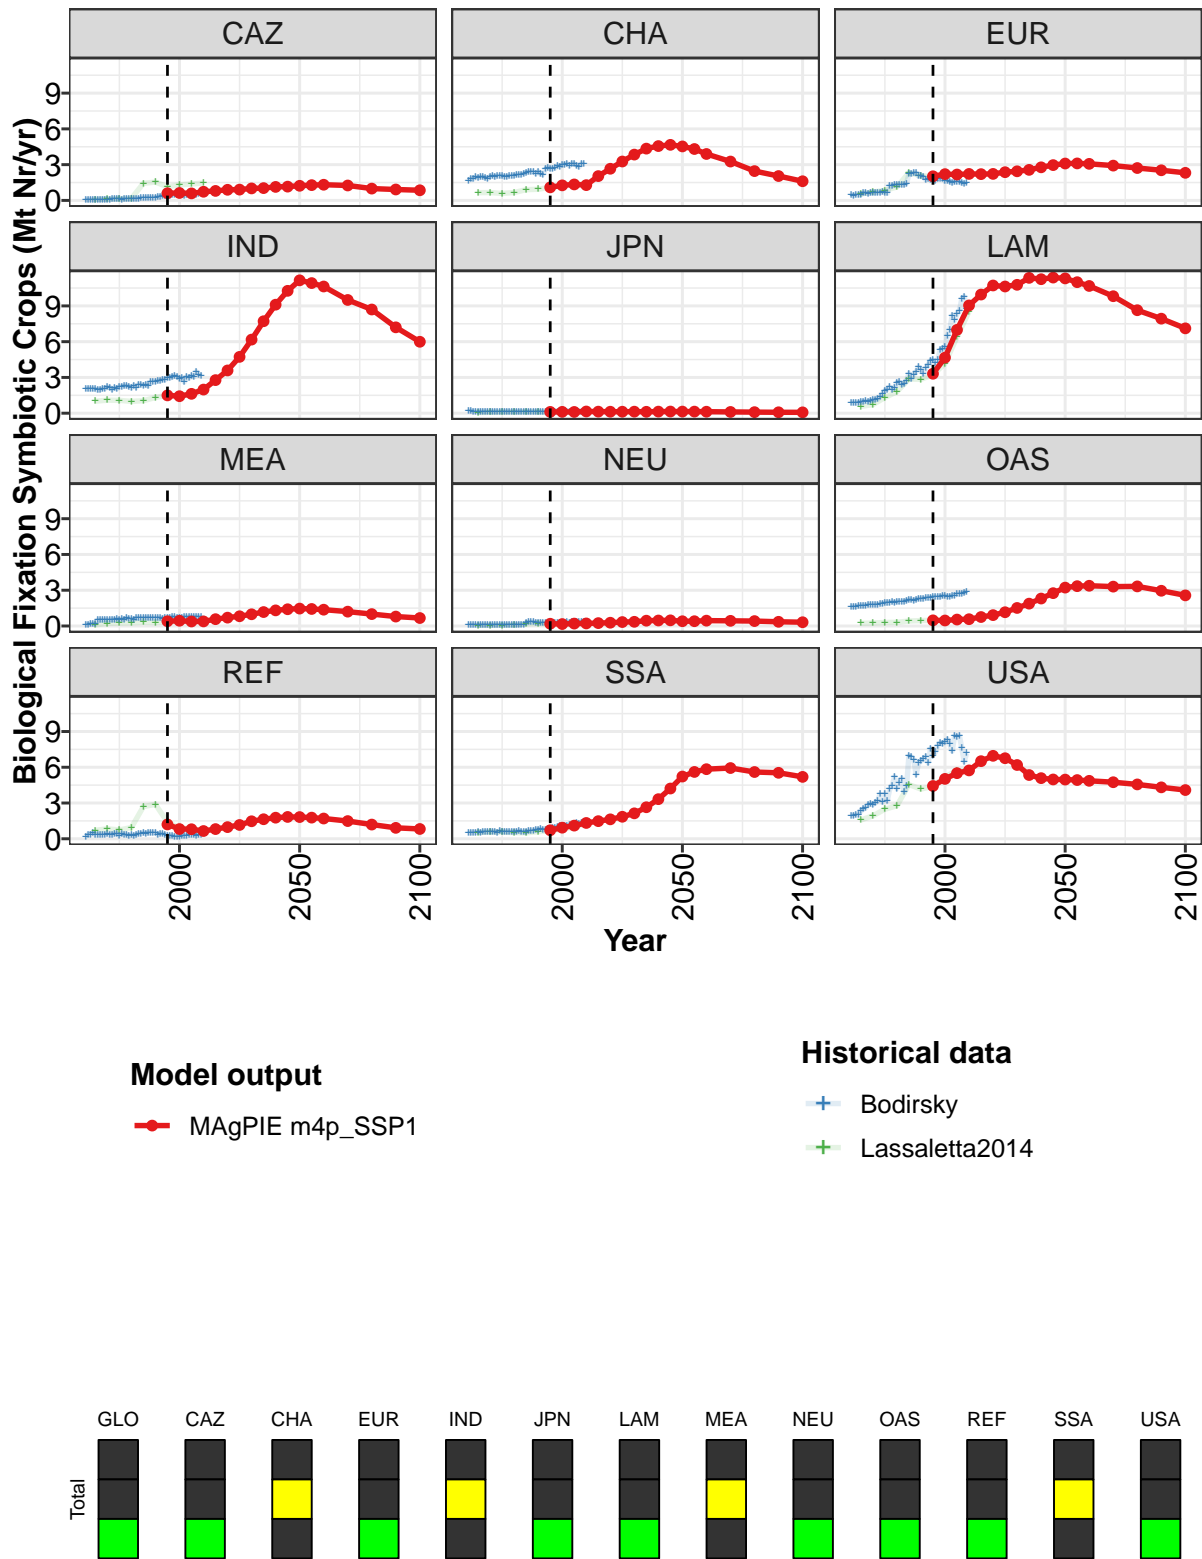 CAZ CHA EUR
9
6
3
0
IND JPN LAM
9
6
3
0
MEA NEU OAS
9
6
3
0
REF SSA USA
9
6
3
0
Biological Fixation Symbiotic Crops (Mt Nr/yr)
2000 2050 2100 2000 2050 2100 2000 2050 2100
Year
Model output
MAgPIE m4p_SSP1
Historical data
Bodirsky
Lassaletta2014
GLO CAZ CHA EUR IND JPN LAM MEA NEU OAS REF SSA USA
Total